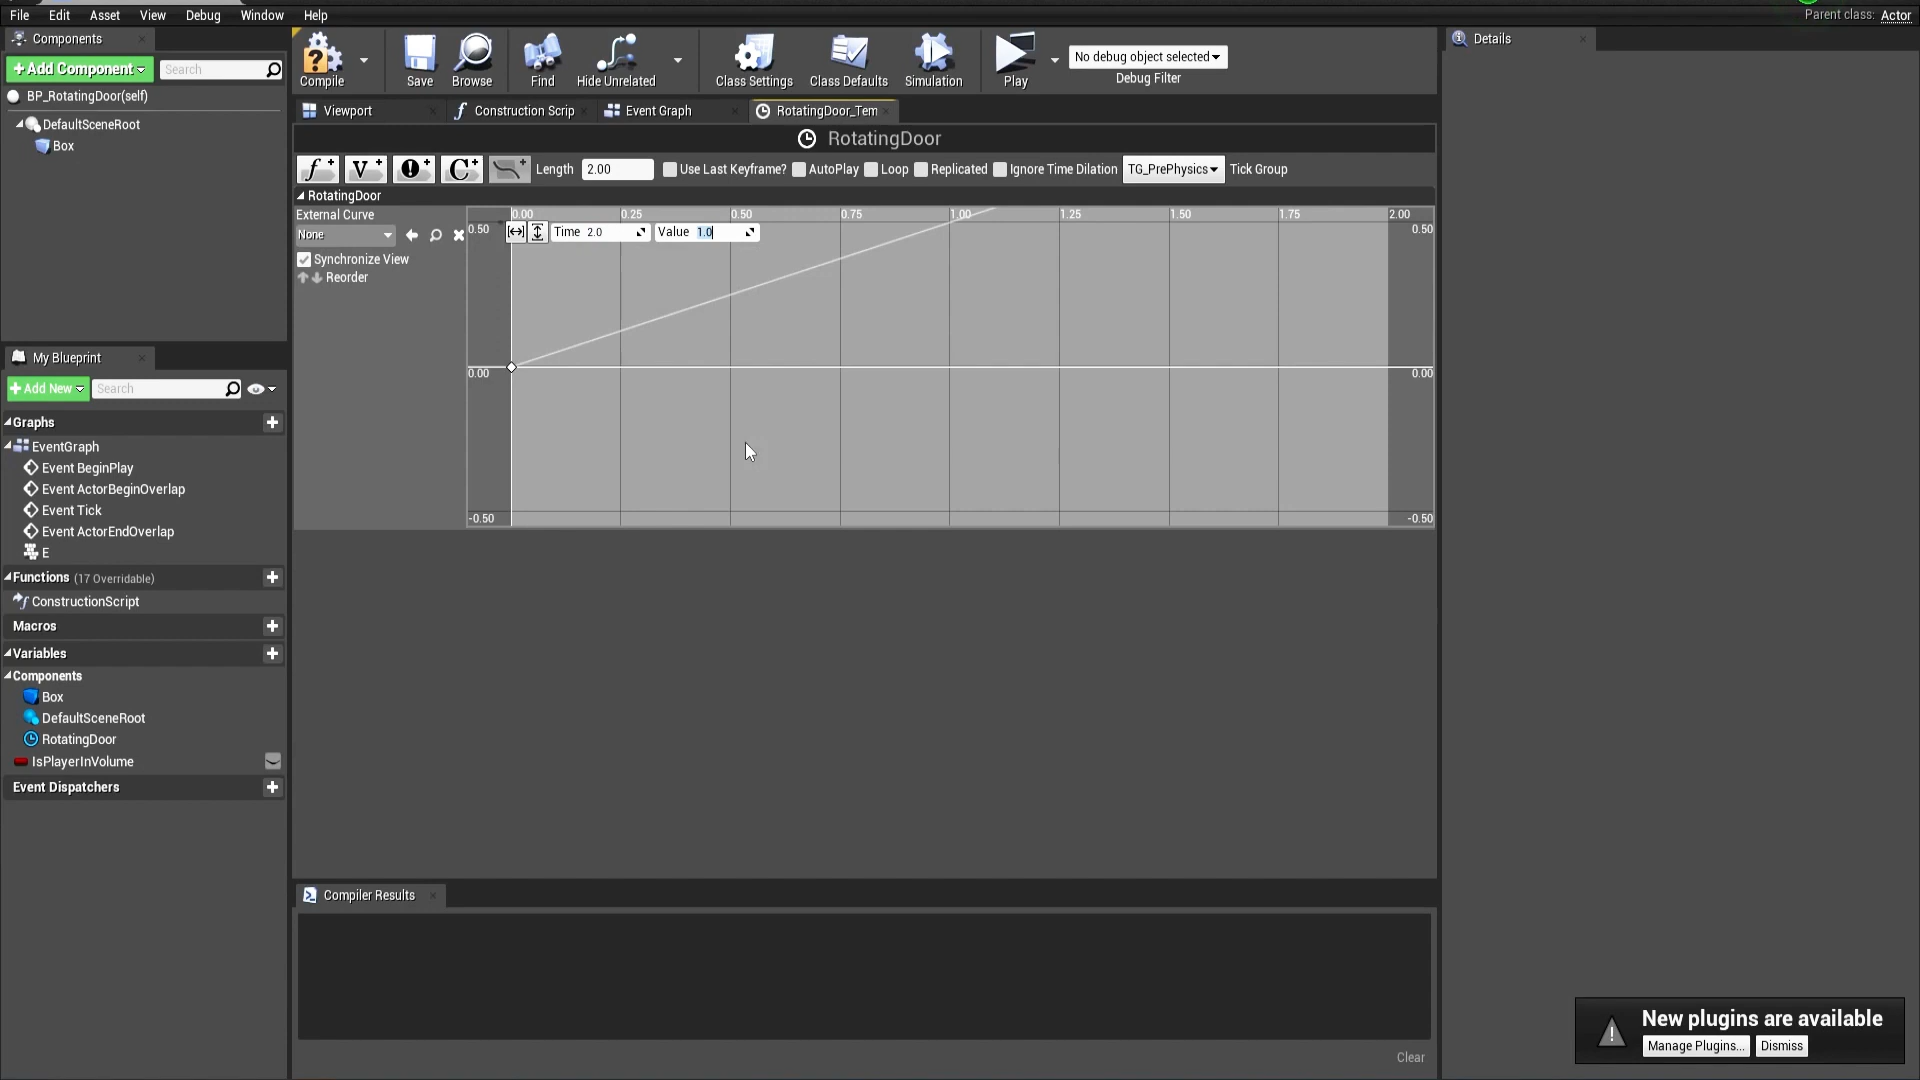 File Edit Asset View Debug Window Help
Parent class: Actor
Components
+Add Component
Search
BP_RotatingDoor(self)
DefaultSceneRoot
Box
Compile
Save
Browse
Find
Hide Unrelated
Class Settings
Class Defaults
Simulation
Play
No debug object selected
Debug Filter
Details
Viewport
Construction Scrip
Event Graph
RotatingDoor_Tem
RotatingDoor
f+ V+ !+ C+ + Length 2.00 Use Last Keyframe? AutoPlay Loop Replicated Ignore Time Dilation TG_PrePhysics Tick Group
RotatingDoor
External Curve
None
Synchronize View
Reorder
0.00 0.25 0.50 0.75 1.00 1.25 1.50 1.75 2.00
0.50 Time 2.0 Value 1.0 0.50
0.00 0.00
-0.50 -0.50
My Blueprint
+Add New Search
Graphs
EventGraph
Event BeginPlay
Event ActorBeginOverlap
Event Tick
Event ActorEndOverlap
E
Functions (17 Overridable)
ConstructionScript
Macros
Variables
Components
Box
DefaultSceneRoot
RotatingDoor
IsPlayerInVolume
Event Dispatchers
Compiler Results
Clear
New plugins are available
Manage Plugins... Dismiss